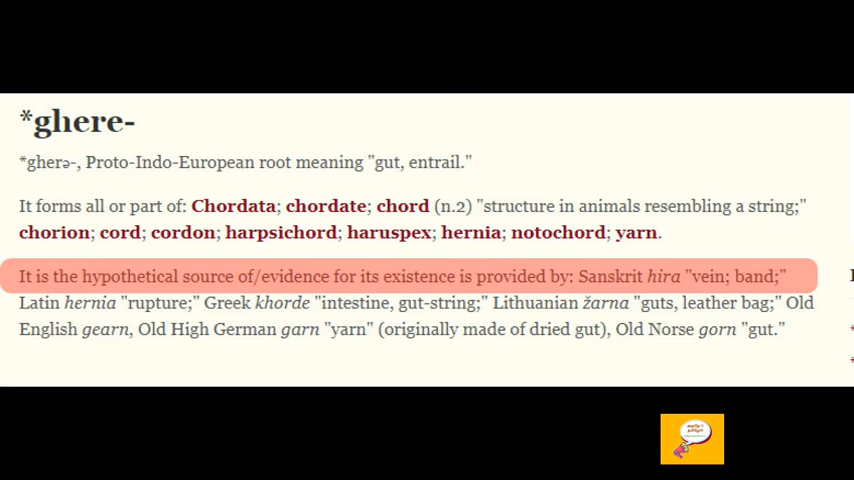 *ghere-
*gherə-, Proto-Indo-European root meaning "gut, entrail."
It forms all or part of: Chordata; chordate; chord (n.2) "structure in animals resembling a string;"
chorion; cord; cordon; harpsichord; haruspex; hernia; notochord; yarn.
It is the hypothetical source of/evidence for its existence is provided by: Sanskrit hira "vein; band;"
Latin hernia "rupture;" Greek khorde "intestine, gut-string;" Lithuanian žarna "guts, leather bag;" Old
English gearn, Old High German garn "yarn" (originally made of dried gut), Old Norse gorn "gut."